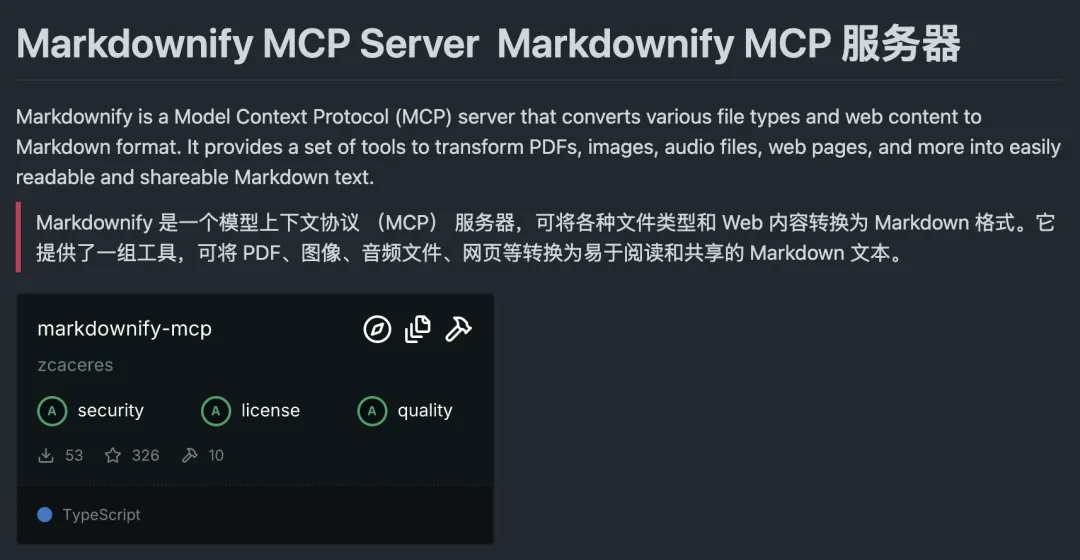 Markdownify MCP Server  Markdownify MCP 服务器
Markdownify is a Model Context Protocol (MCP) server that converts various file types and web content to
Markdown format. It provides a set of tools to transform PDFs, images, audio files, web pages, and more into easily
readable and shareable Markdown text.
Markdownify 是一个模型上下文协议 （MCP） 服务器，可将各种文件类型和 Web 内容转换为 Markdown 格式。它
提供了一组工具，可将 PDF、图像、音频文件、网页等转换为易于阅读和共享的 Markdown 文本。
markdownify-mcp
zcaceres
A security A license A quality
53 326 10
TypeScript